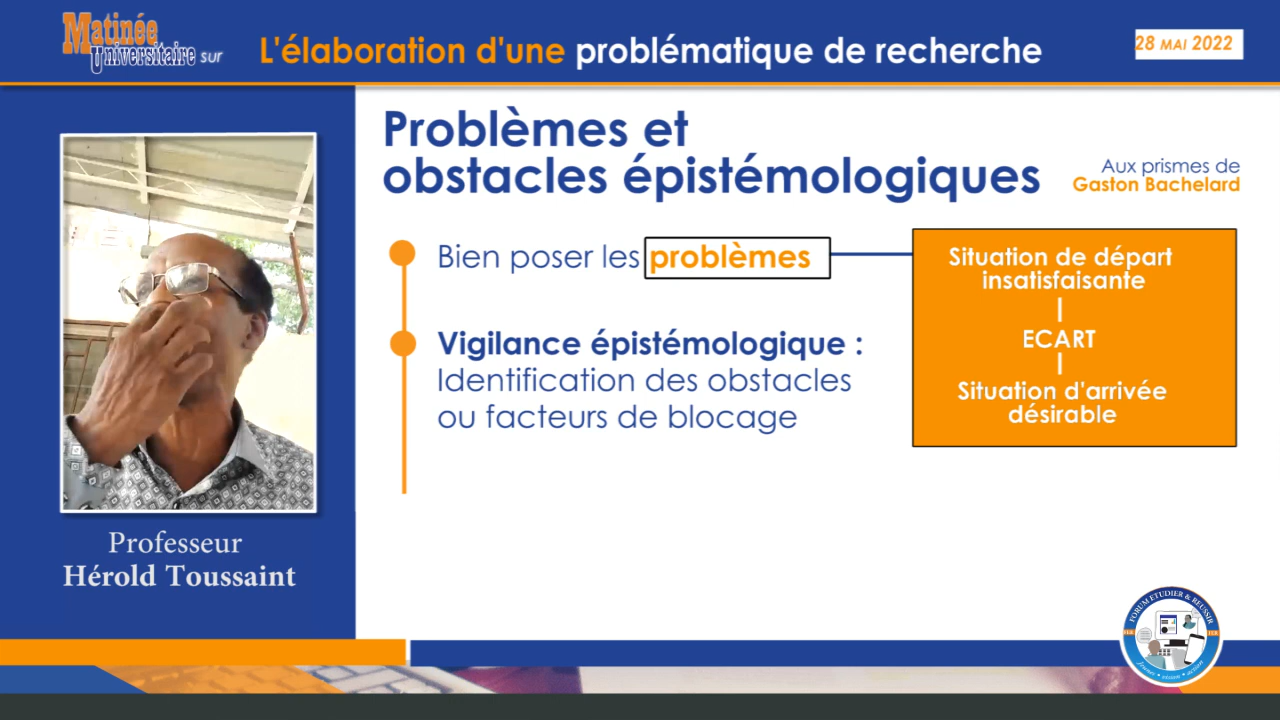 Matinée
Universitaire sur
L'élaboration d'une problématique de recherche
28 MAI 2022
Problèmes et
obstacles épistémologiques
Aux prismes de
Gaston Bachelard
Bien poser les problèmes
Situation de départ
insatisfaisante
ECART
Situation d'arrivée
désirable
Vigilance épistémologique :
Identification des obstacles
ou facteurs de blocage
Professeur
Hérold Toussaint
FORUM ETUDIER & REUSSIR